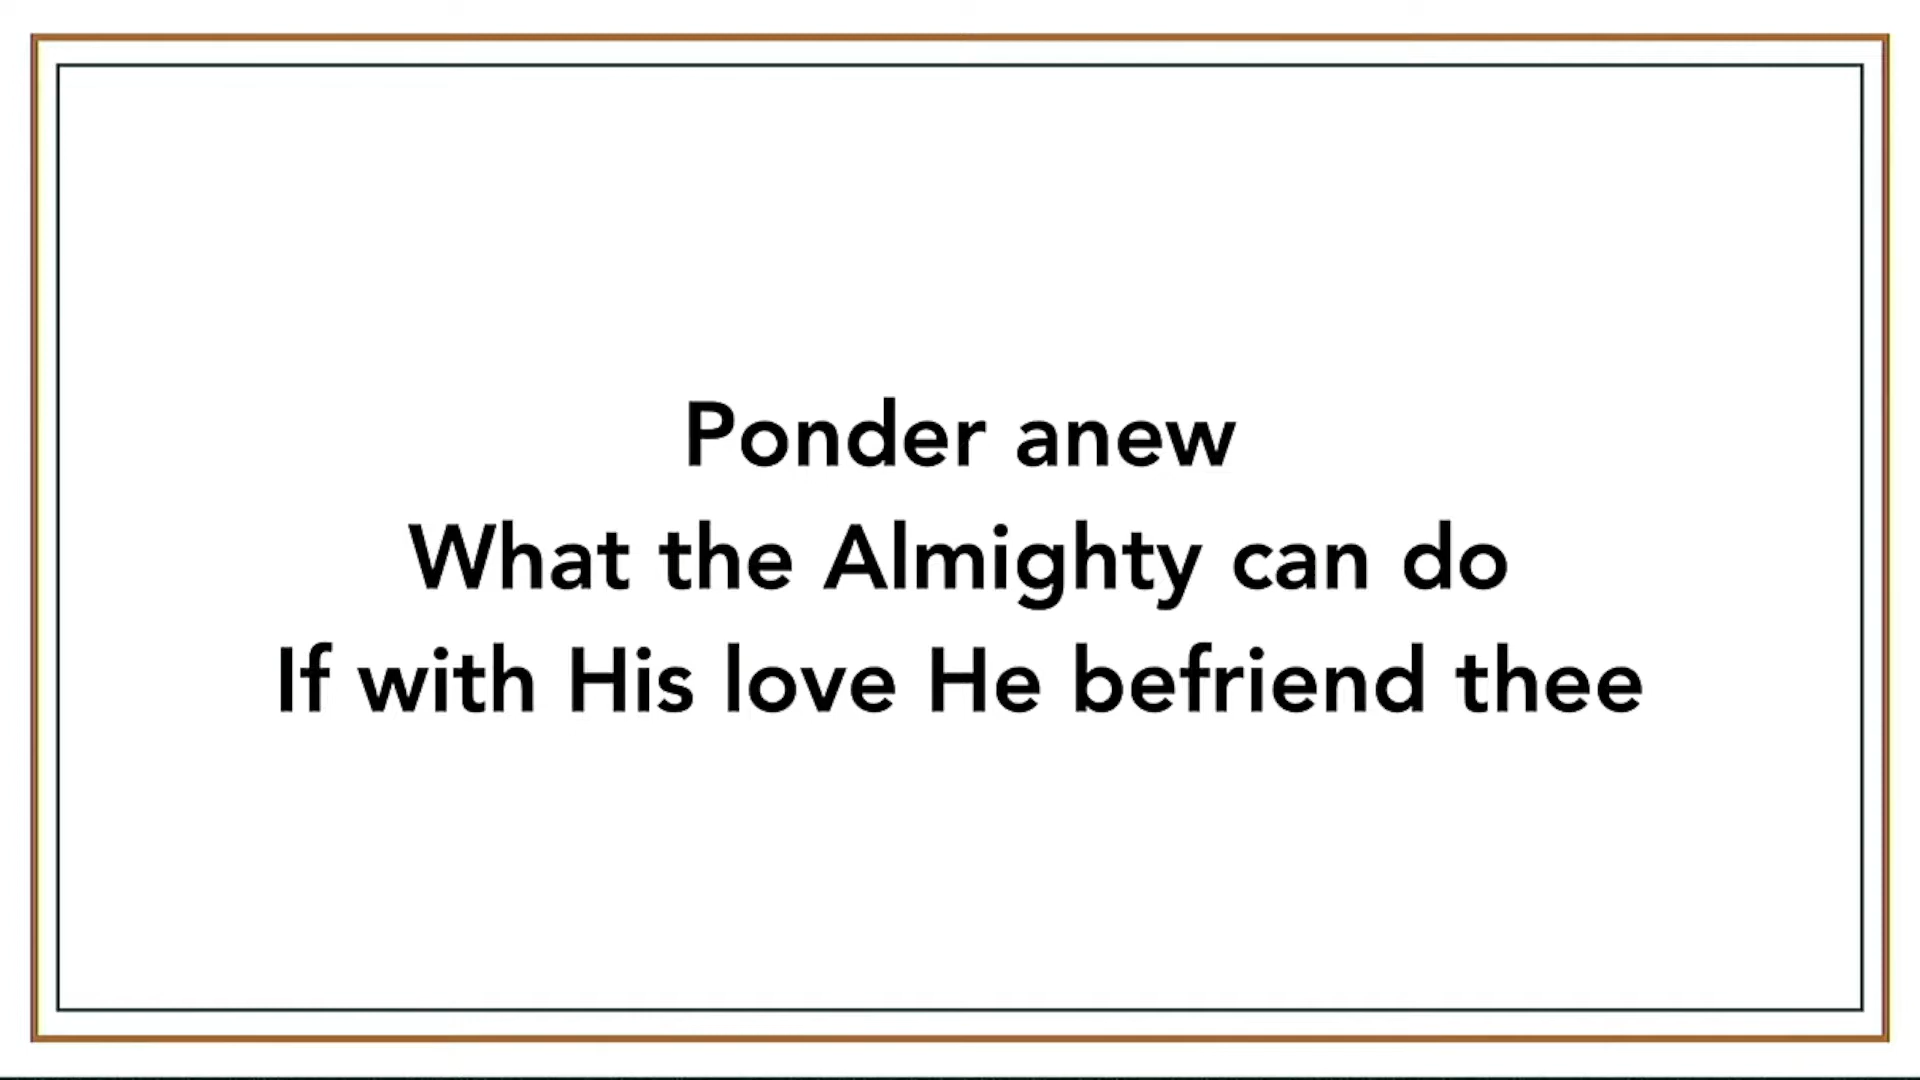 Ponder anew
What the Almighty can do
If with His love He befriend thee